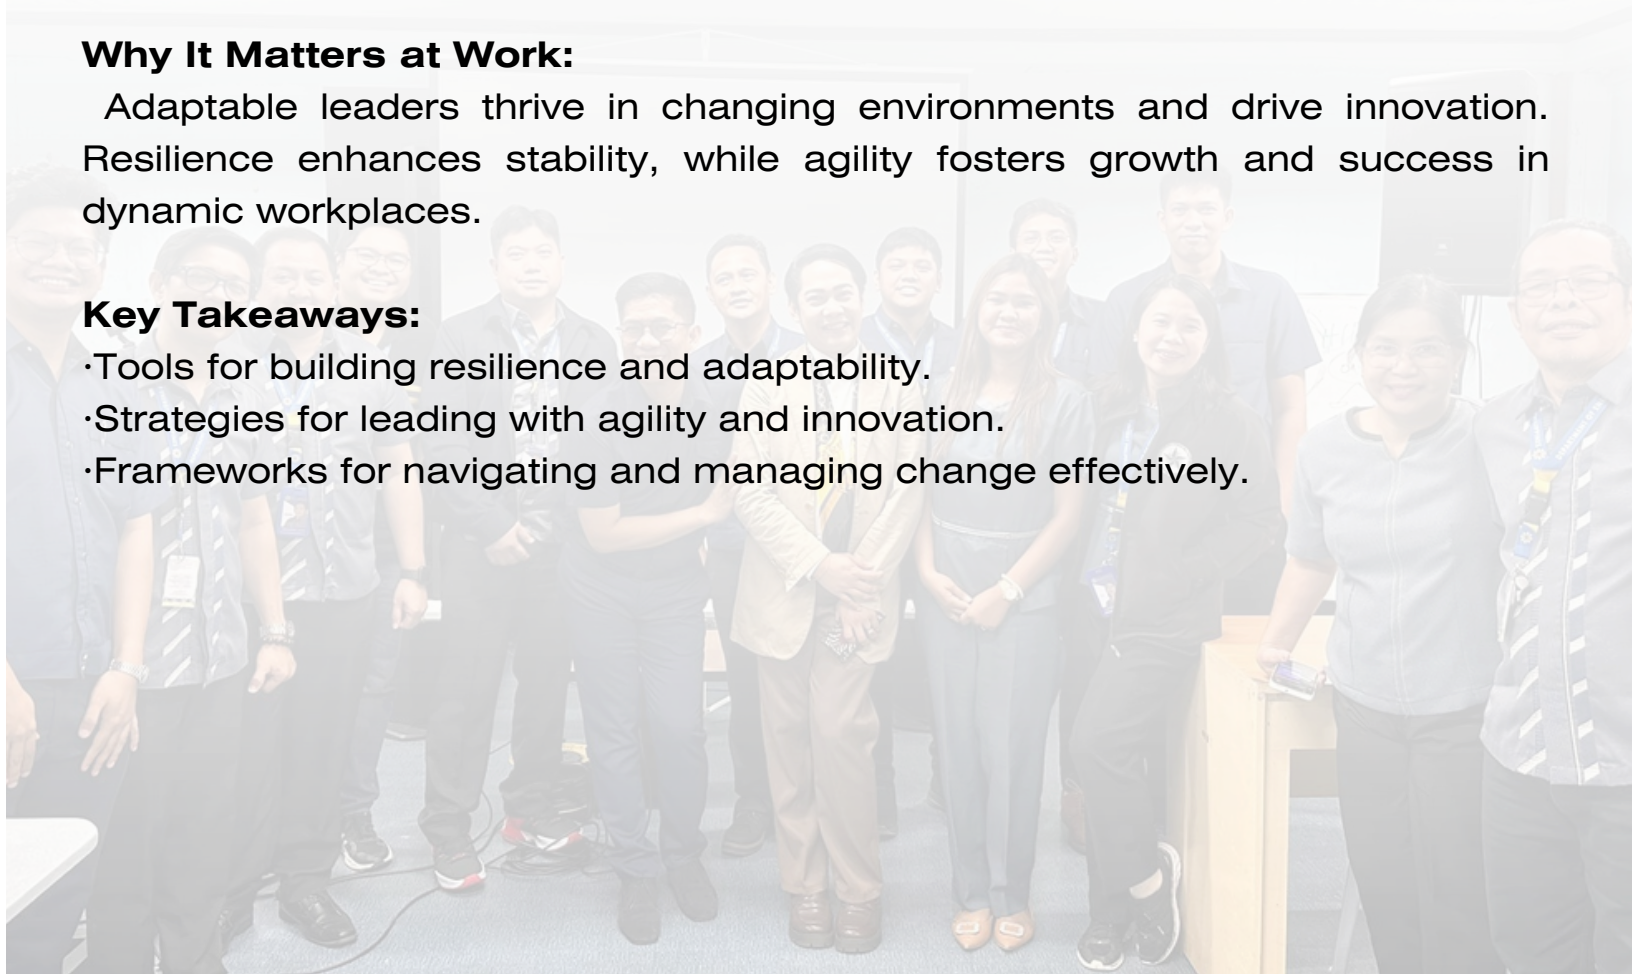 Why It Matters at Work:
Adaptable leaders thrive in changing environments and drive innovation.
Resilience enhances stability, while agility fosters growth and success in
dynamic workplaces.
Key Takeaways:
·Tools for building resilience and adaptability.
·Strategies for leading with agility and innovation.
·Frameworks for navigating and managing change effectively.